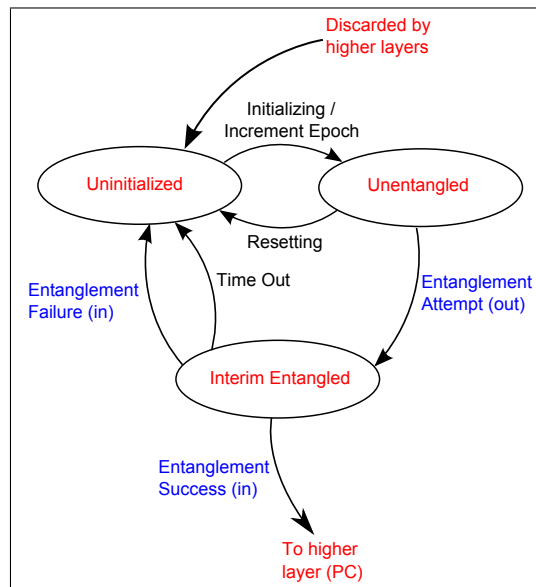 Discarded by
higher layers
Initializing /
Increment Epoch
Uninitialized
Unentangled
Resetting
Time Out
Entanglement
Failure (in)
Entanglement
Attempt (out)
Interim Entangled
Entanglement
Success (in)
To higher
layer (PC)